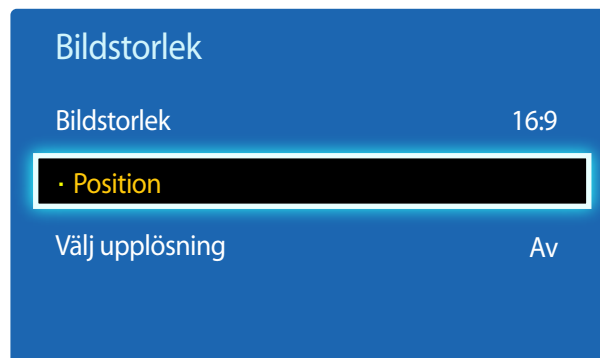 Bildstorlek
Bildstorlek 16:9
· Position
Välj upplösning Av